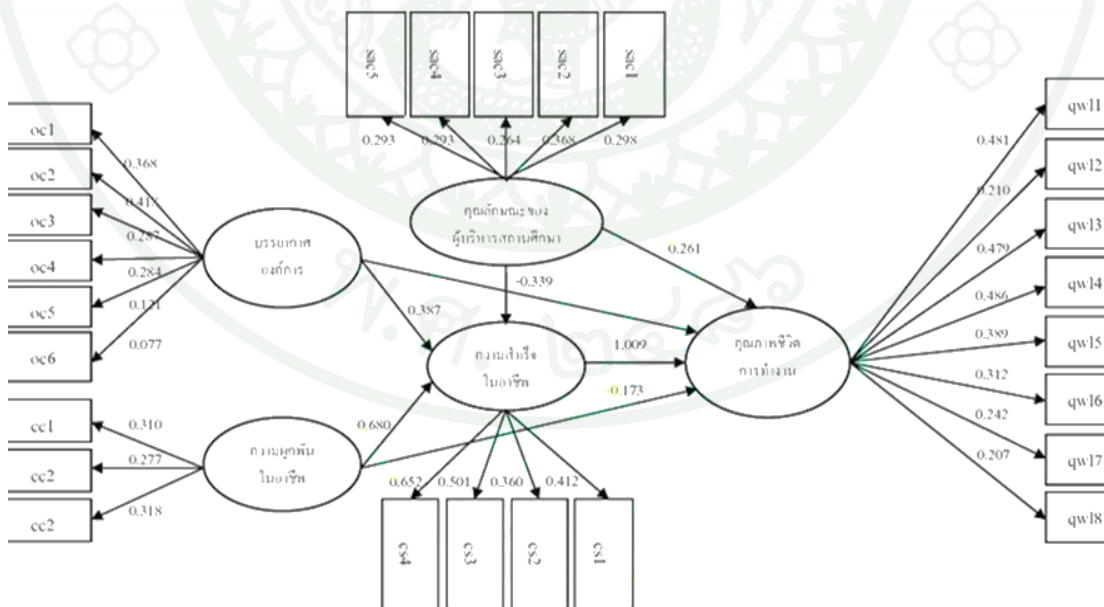 sac5
sac4
sac3
sac2
sac1
0.293
0.293
0.264
0.368
0.298
oc1
oc2
oc3
oc4
oc5
oc6
0.368
0.418
0.287
0.284
0.121
0.077
บรรยากาศ
องค์การ
คุณลักษณะของ
ผู้บริหารสถานศึกษา
0.261
-0.339
0.387
ความสำเร็จ
ในอาชีพ
1.009
คุณภาพชีวิต
การทำงาน
-0.173
0.680
cc1
cc2
cc2
0.310
0.277
0.318
ความผูกพัน
ในอาชีพ
0.652
0.501
0.360
0.412
cs4
cs3
cs2
cs1
0.481
0.210
0.479
0.486
0.389
0.312
0.242
0.207
qwl1
qwl2
qwl3
qwl4
qwl5
qwl6
qwl7
qwl8
พ.ศ. ๒๔๘๖